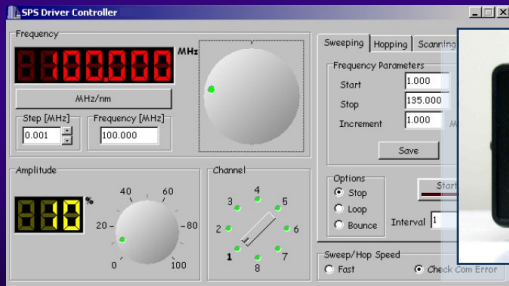 SPS Driver Controller
Frequency
100.000
MHz
MHz/nm
Step [MHz]
Frequency [MHz]
0.001
100.000
Amplitude
10
%
0
20
40
60
80
100
Channel
1
2
3
4
5
6
7
8
Sweeping
Hopping
Scanning
Frequency Parameters
Start
1.000
Stop
135.000
Increment
1.000
Save
Options
Stop
Loop
Bounce
Start
Interval
1
Sweep/Hop Speed
Fast
Check Com Error